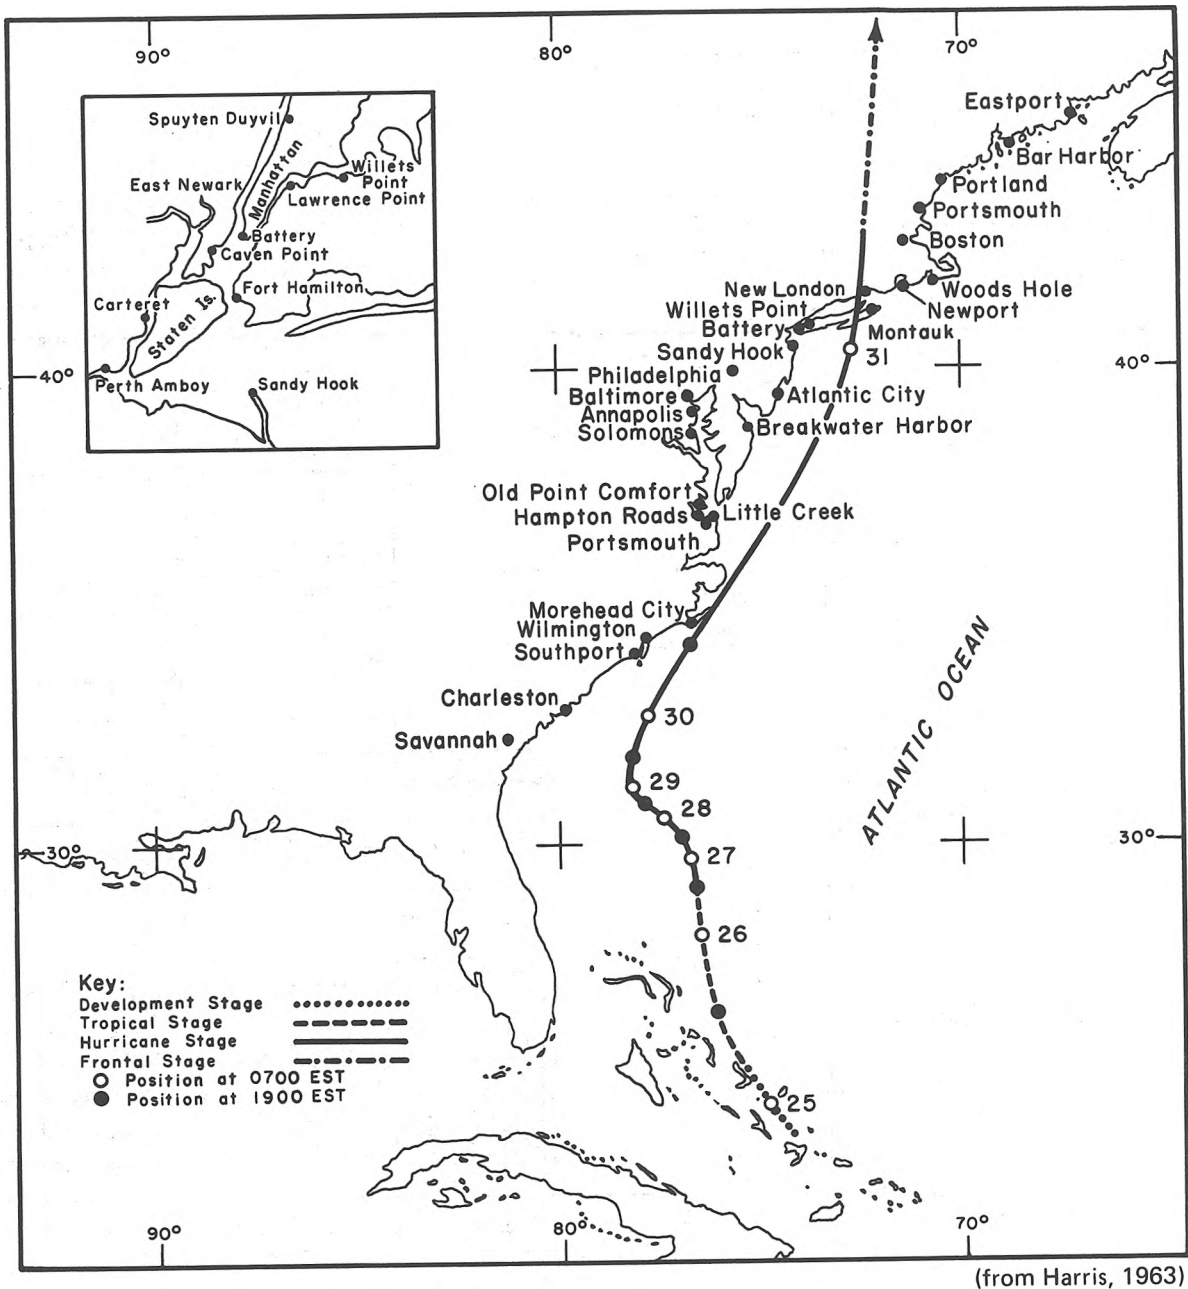 90°
80°
70°
Spuyten Duyvil
Manhattan
Willets
Point
East Newark
Lawrence Point
Battery
Caven Point
Fort Hamilton
Carteret
Staten Is.
Perth Amboy
Sandy Hook
Eastport
Bar Harbor
Portland
Portsmouth
Boston
New London
Woods Hole
Willets Point
Newport
Battery
Montauk
31
Sandy Hook
40°
40°
Philadelphia
Baltimore
Atlantic City
Annapolis
Solomons
Breakwater Harbor
Old Point Comfort
Hampton Roads
Little Creek
Portsmouth
Morehead City
Wilmington
Southport
ATLANTIC OCEAN
Charleston
30
Savannah
29
28
30°
30°
27
26
Key:
Development Stage
Tropical Stage
Hurricane Stage
Frontal Stage
Position at 0700 EST
Position at 1900 EST
25
90°
80°
70°
(from Harris, 1963)